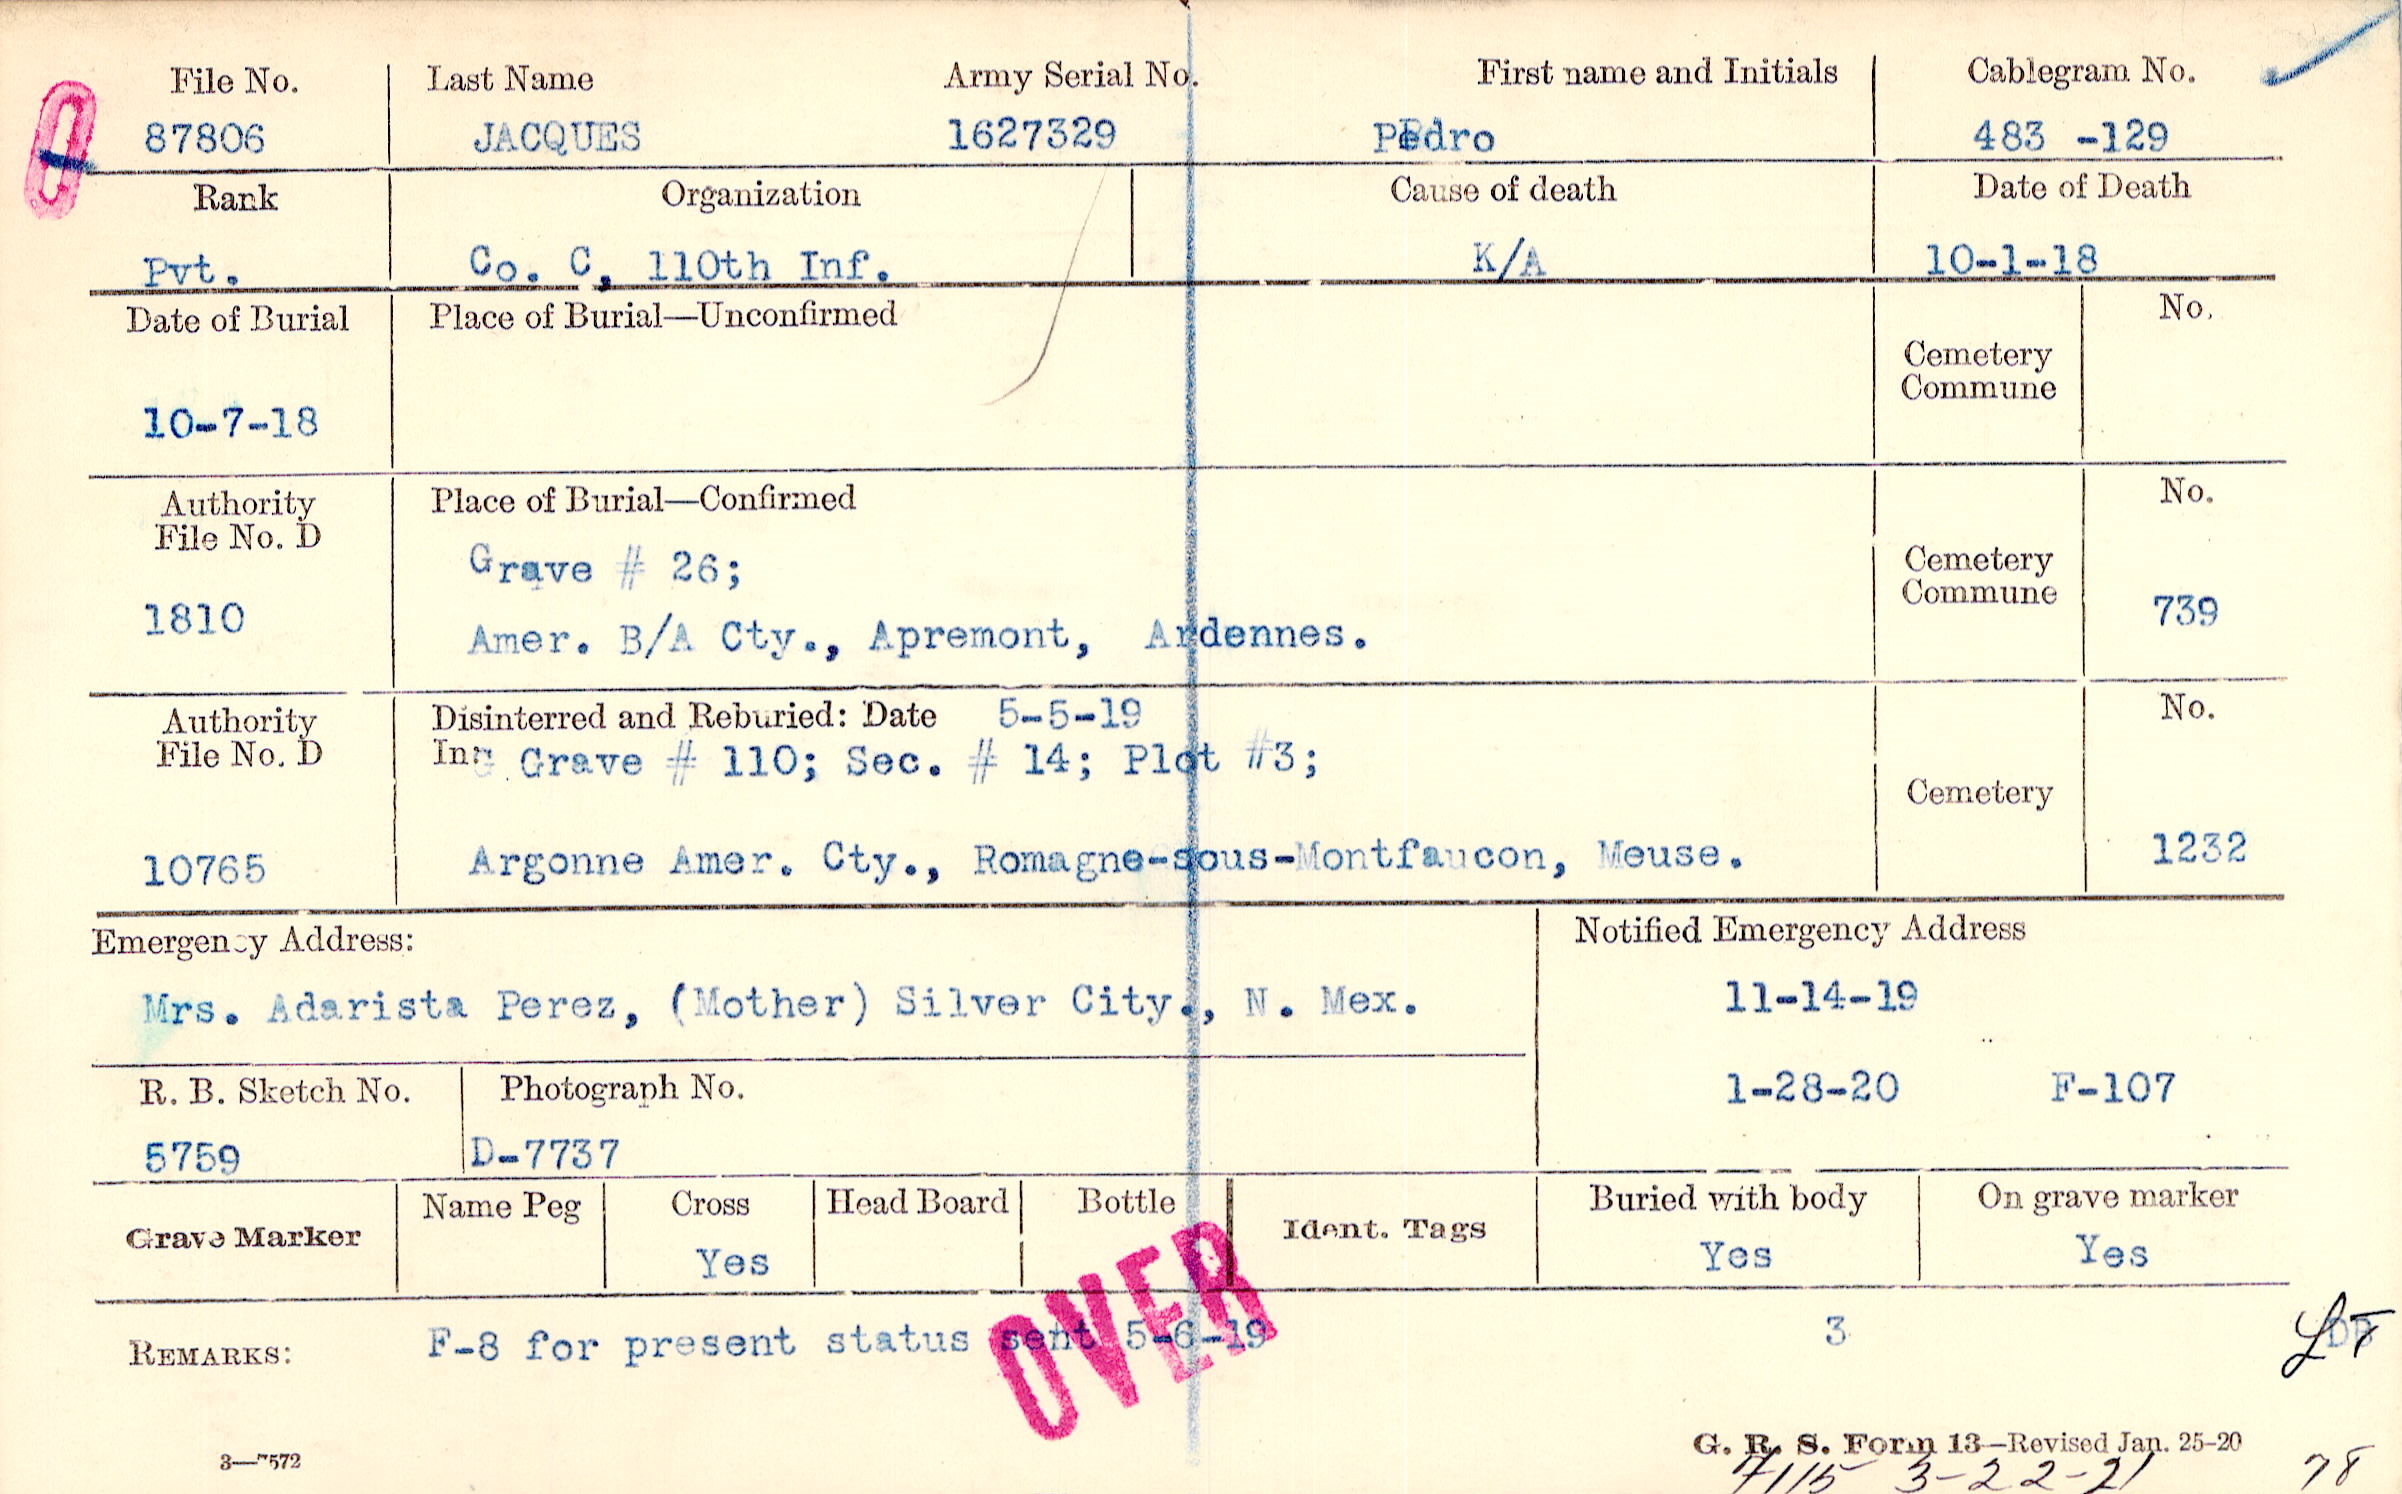 File No. Last Name Army Serial No. First name and Initials Cablegram No.
87806 JACQUES 1627329 Pedro 483 -129
Rank Organization Cause of death Date of Death
Pvt. Co. C, 110th Inf. K/A 10-1-18
Date of Burial Place of Burial—Unconfirmed No.
Cemetery
Commune
10-7-18
Authority Place of Burial—Confirmed No.
File No. D
Grave # 26; Cemetery
Commune
1810 739
Amer. B/A Cty., Apremont, Ardennes.
Authority Disinterred and Reburied: Date 5-5-19 No.
File No. D In: Grave # 110; Sec. # 14; Plot #3;
Cemetery
10765 Argonne Amer. Cty., Romagne-sous-Montfaucon, Meuse. 1232
Emergency Address: Notified Emergency Address
Mrs. Adarista Perez, (Mother) Silver City., N. Mex. 11-14-19
R. B. Sketch No. Photograph No. 1-28-20 F-107
5759 D-7737
Name Peg Cross Head Board Bottle Buried with body On grave marker
Grave Marker Ident. Tags
Yes Yes Yes
OVER
REMARKS: F-8 for present status sent 5-6-19 3
G. R. S. Form 13—Revised Jan. 25-20
3—7572
7115 3-22-21 78